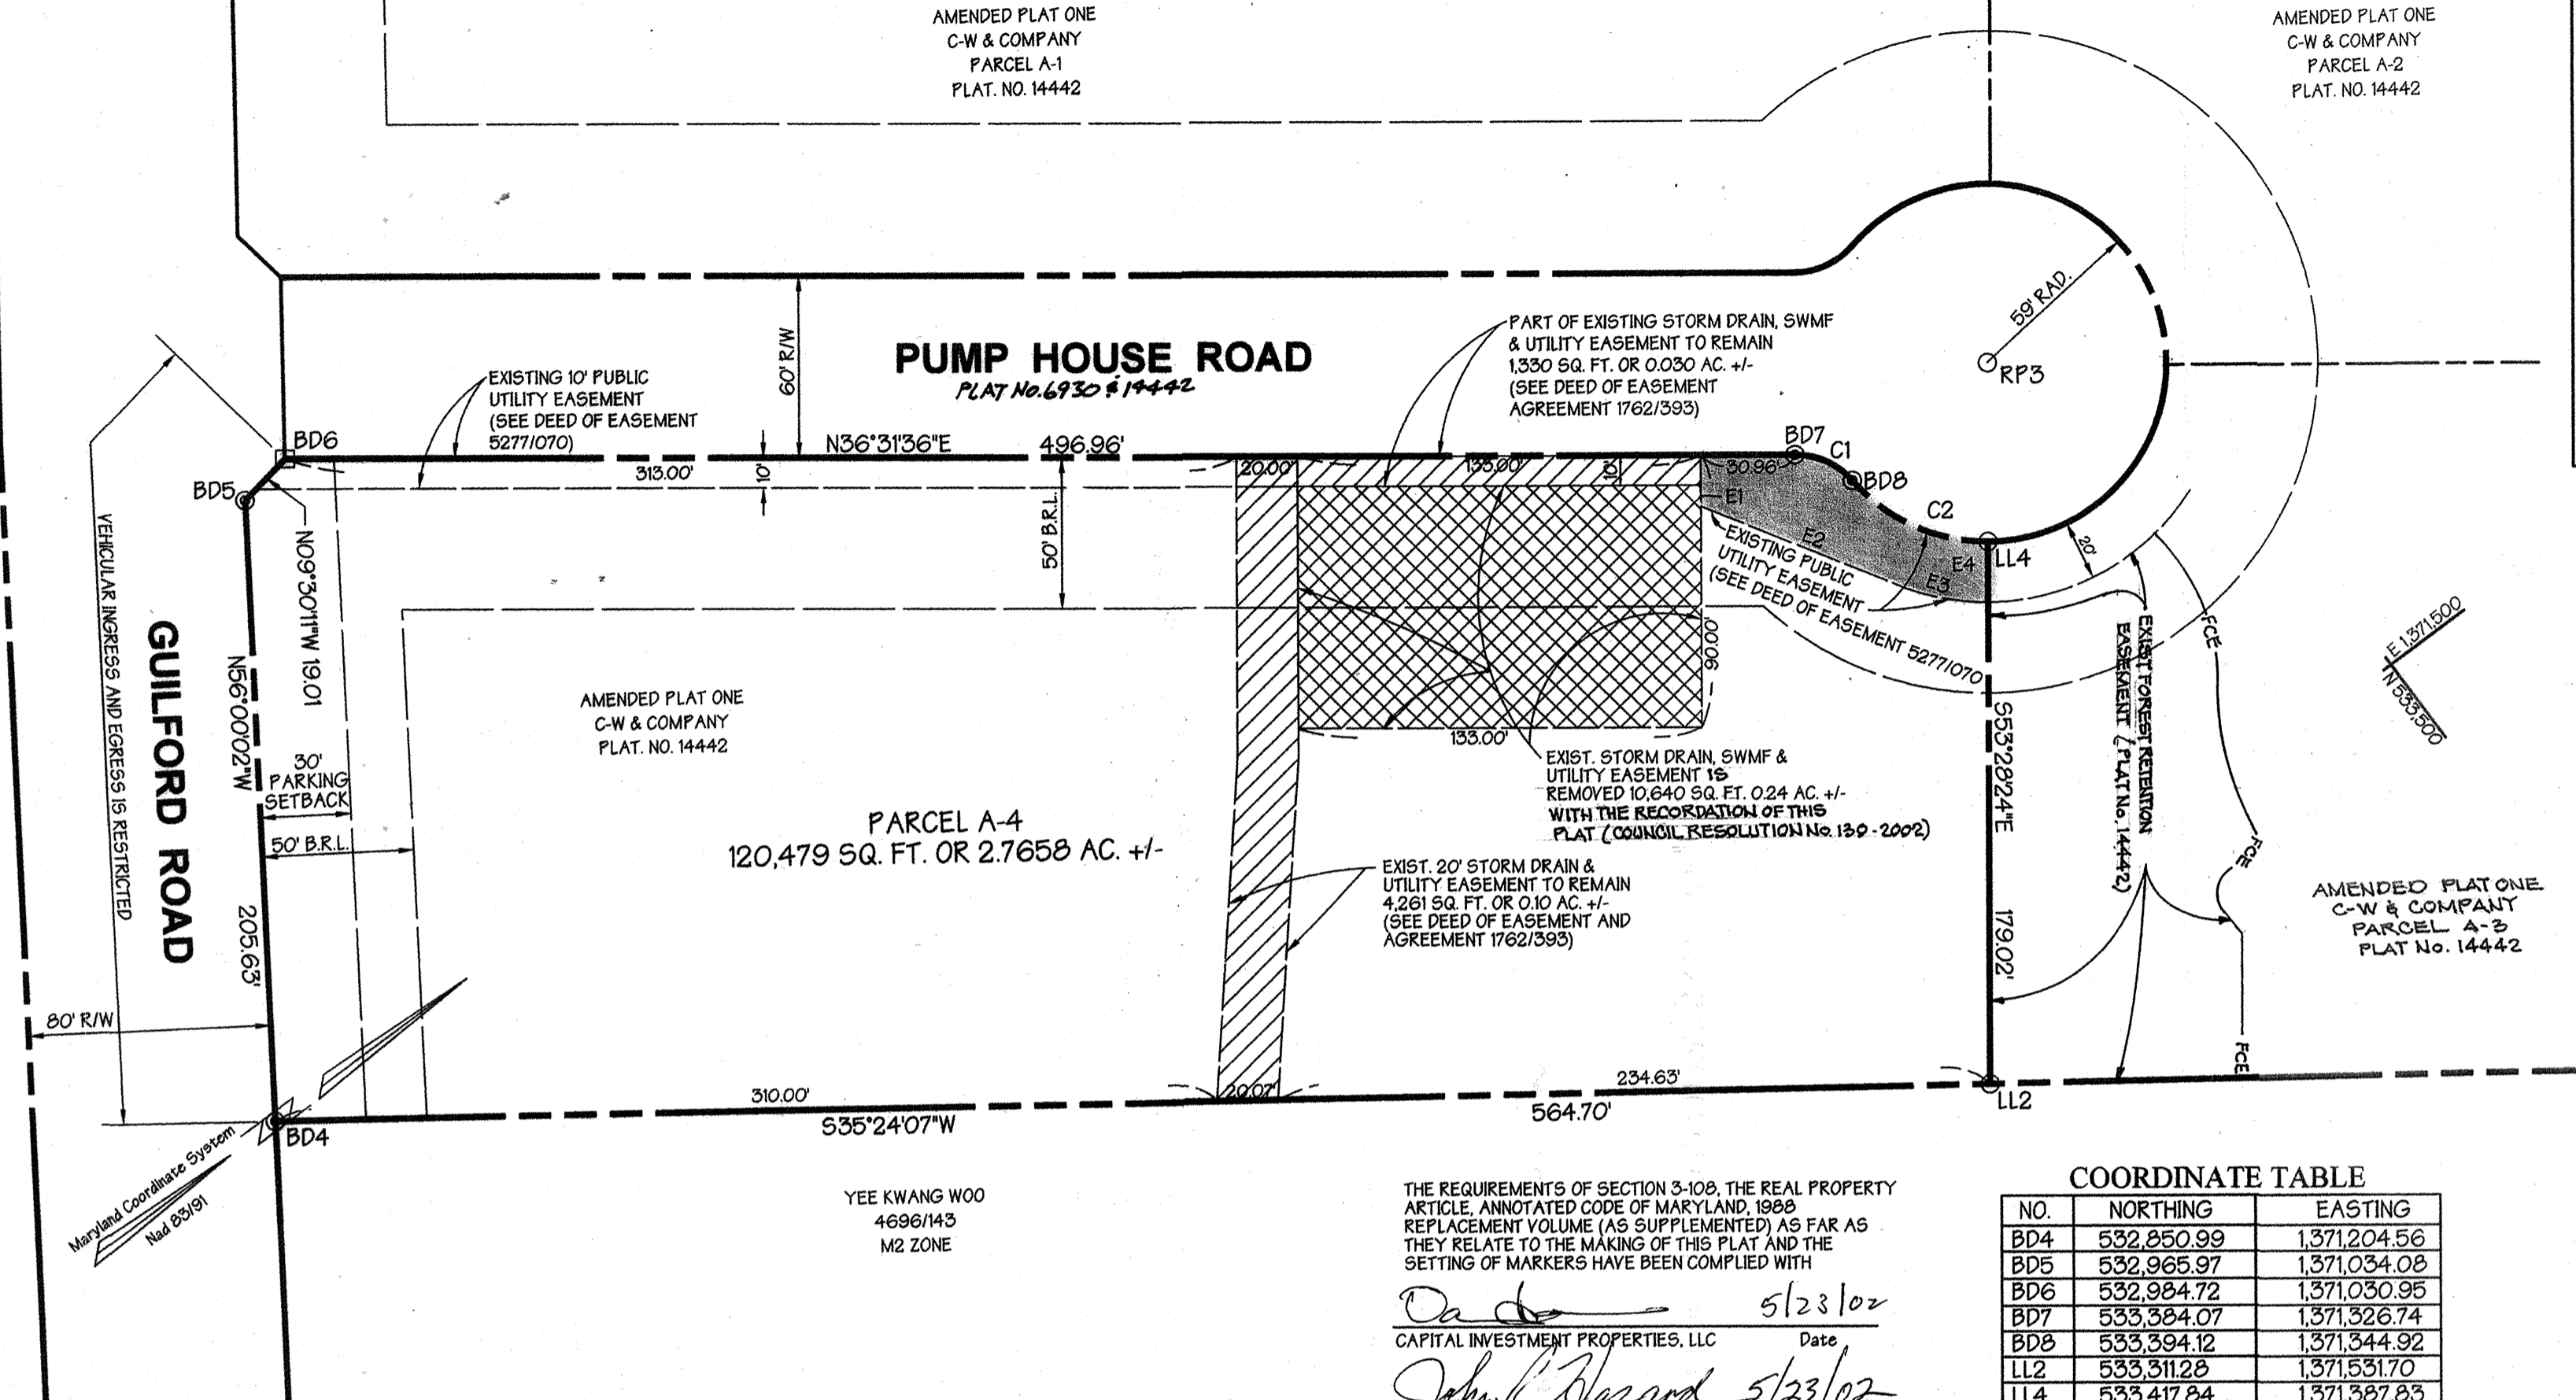 AMENDED PLAT ONE
C-W & COMPANY
PARCEL A-1
PLAT. NO. 14442
AMENDED PLAT ONE
C-W & COMPANY
PARCEL A-2
PLAT. NO. 14442
59' RAD.
RP3
60' R/W
PUMP HOUSE ROAD
PLAT No. 6930 & 14442
PART OF EXISTING STORM DRAIN, SWMF
& UTILITY EASEMENT TO REMAIN
1,330 SQ. FT. OR 0.030 AC. +/-
(SEE DEED OF EASEMENT
AGREEMENT 1762/393)
EXISTING 10' PUBLIC
UTILITY EASEMENT
(SEE DEED OF EASEMENT
5277/070)
BD6
N36°31'36"E
496.96'
BD7
C1
BD8
C2
BD5
313.00'
10'
20.00'
133.00'
10'
30.96'
E1
E2
E3
E4
LL4
20'
50' B.R.L.
EXISTING PUBLIC
UTILITY EASEMENT
(SEE DEED OF EASEMENT 5277/070)
VEHICULAR INGRESS AND EGRESS IS RESTRICTED
GUILFORD ROAD
N09°30'11"W 19.01
N56°00'02"W
205.63'
30'
PARKING
SETBACK
50' B.R.L.
80' R/W
AMENDED PLAT ONE
C-W & COMPANY
PLAT. NO. 14442
90.00'
133.00'
PARCEL A-4
120,479 SQ. FT. OR 2.7658 AC. +/-
EXIST. STORM DRAIN, SWMF &
UTILITY EASEMENT IS
REMOVED 10,640 SQ. FT. 0.24 AC. +/-
WITH THE RECORDATION OF THIS
PLAT (COUNCIL RESOLUTION No. 130-2002)
EXIST. 20' STORM DRAIN &
UTILITY EASEMENT TO REMAIN
4,261 SQ. FT. OR 0.10 AC. +/-
(SEE DEED OF EASEMENT AND
AGREEMENT 1762/393)
S53°28'24"E
179.02'
EXIST FOREST RETENTION
EASEMENT (PLAT No. 14442)
FCE
FCE
FCE
E 1,371,500
N 533,500
AMENDED PLAT ONE
C-W & COMPANY
PARCEL A-3
PLAT No. 14442
310.00'
20.07'
234.63'
S35°24'07"W
564.70'
LL2
BD4
Maryland Coordinate System
Nad 83/91
YEE KWANG WOO
4696/143
M2 ZONE
THE REQUIREMENTS OF SECTION 3-108, THE REAL PROPERTY
ARTICLE, ANNOTATED CODE OF MARYLAND, 1988
REPLACEMENT VOLUME (AS SUPPLEMENTED) AS FAR AS
THEY RELATE TO THE MAKING OF THIS PLAT AND THE
SETTING OF MARKERS HAVE BEEN COMPLIED WITH
5/23/02
CAPITAL INVESTMENT PROPERTIES, LLC Date
5/23/02
COORDINATE TABLE
NO. NORTHING EASTING
BD4 532,850.99 1,371,204.56
BD5 532,965.97 1,371,034.08
BD6 532,984.72 1,371,030.95
BD7 533,384.07 1,371,326.74
BD8 533,394.12 1,371,344.92
LL2 533,311.28 1,371,531.70
LL4 533,417.84 1,371,387.83